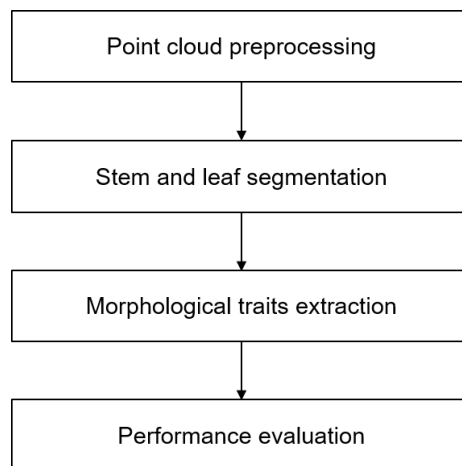 Point cloud preprocessing
Stem and leaf segmentation
Morphological traits extraction
Performance evaluation